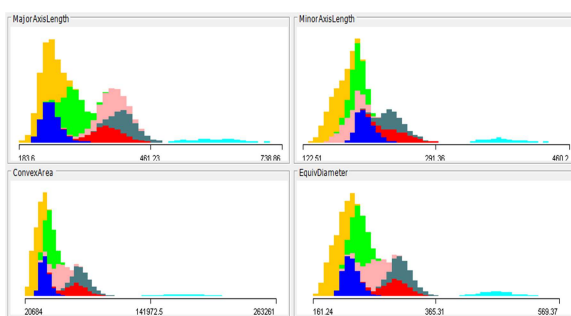 MajorAxisLength
183.6 461.23 738.86
MinorAxisLength
122.51 291.36 460.2
ConvexArea
20684 141972.5 263261
EquivDiameter
161.24 365.31 569.37